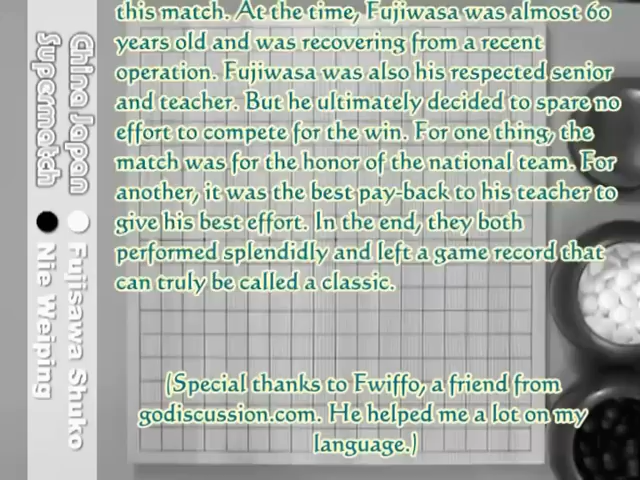 China Japan
Supermatch
Fujisawa Shuko
Nie Weiping
this match. At the time, Fujiwasa was almost 60
years old and was recovering from a recent
operation. Fujiwasa was also his respected senior
and teacher. But he ultimately decided to spare no
effort to compete for the win. For one thing, the
match was for the honor of the national team. For
another, it was the best pay-back to his teacher to
give his best effort. In the end, they both
performed splendidly and left a game record that
can truly be called a classic.
(Special thanks to Fwiffo, a friend from
godiscussion.com. He helped me a lot on my
language.)